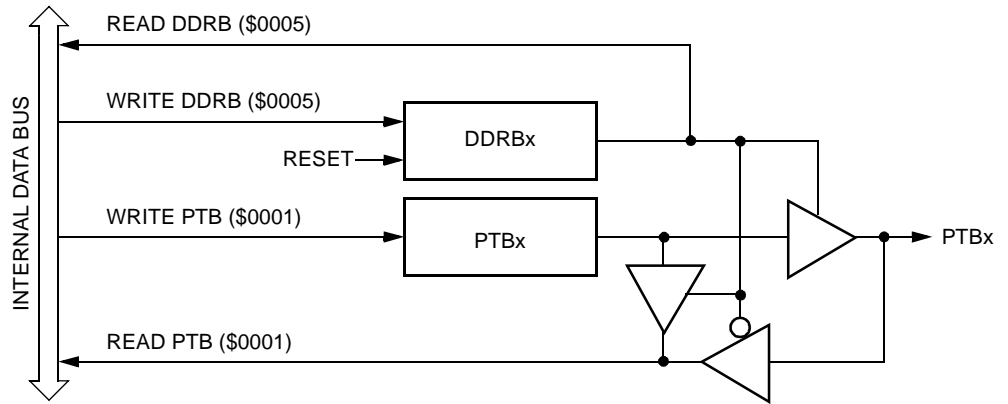 READ DDRB ($0005)
WRITE DDRB ($0005)
DDRBx
RESET
WRITE PTB ($0001)
PTBx
PTBx
READ PTB ($0001)
INTERNAL DATA BUS